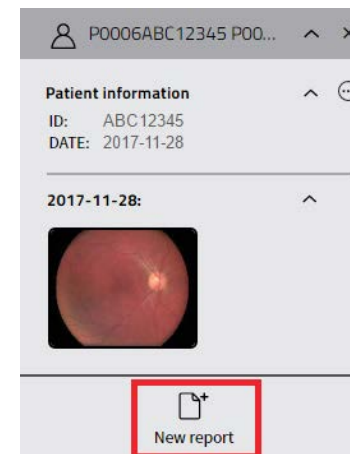 P0006ABC12345 P00...
Patient information
ID: ABC12345
DATE: 2017-11-28
2017-11-28:
New report